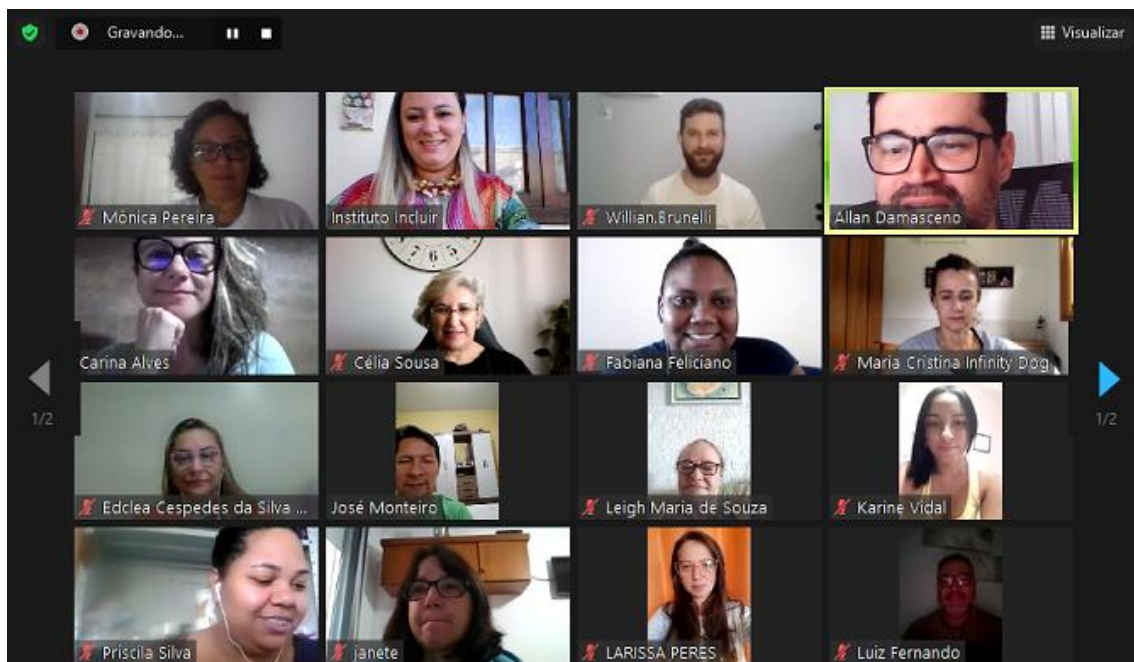 Gravando...
Visualizar
Mônica Pereira
Instituto Incluir
Willian.Brunelli
Allan Damasceno
Carina Alves
Célia Sousa
Fabiana Feliciano
Maria Cristina Infinity Dog
1/2
1/2
Edclea Cespedes da Silva ...
José Monteiro
Leigh Maria de Souza
Karine Vidal
Priscila Silva
janete
LARISSA PERES
Luiz Fernando